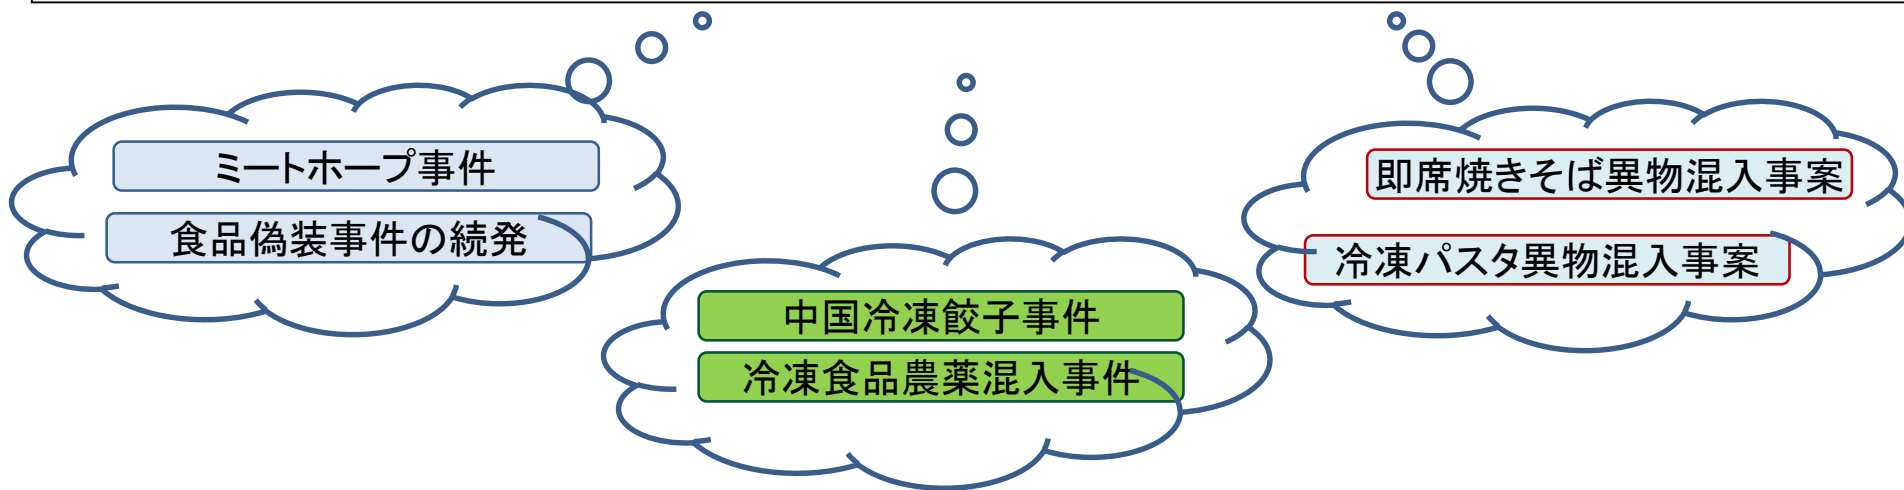 ミートホープ事件
食品偽装事件の続発
中国冷凍餃子事件
冷凍食品農薬混入事件
即席焼きそば異物混入事案
冷凍パスタ異物混入事案